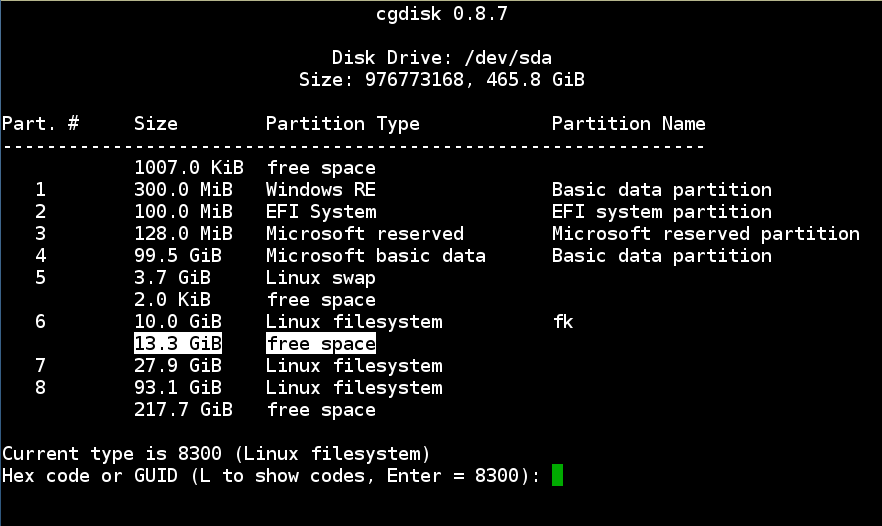 cgdisk 0.8.7
Disk Drive: /dev/sda
Size: 976773168, 465.8 GiB
Part. # Size Partition Type Partition Name
----------------------------------------------------------------
1007.0 KiB free space
1 300.0 MiB Windows RE Basic data partition
2 100.0 MiB EFI System EFI system partition
3 128.0 MiB Microsoft reserved Microsoft reserved partition
4 99.5 GiB Microsoft basic data Basic data partition
5 3.7 GiB Linux swap
2.0 KiB free space
6 10.0 GiB Linux filesystem fk
13.3 GiB free space
7 27.9 GiB Linux filesystem
8 93.1 GiB Linux filesystem
217.7 GiB free space
Current type is 8300 (Linux filesystem)
Hex code or GUID (L to show codes, Enter = 8300):